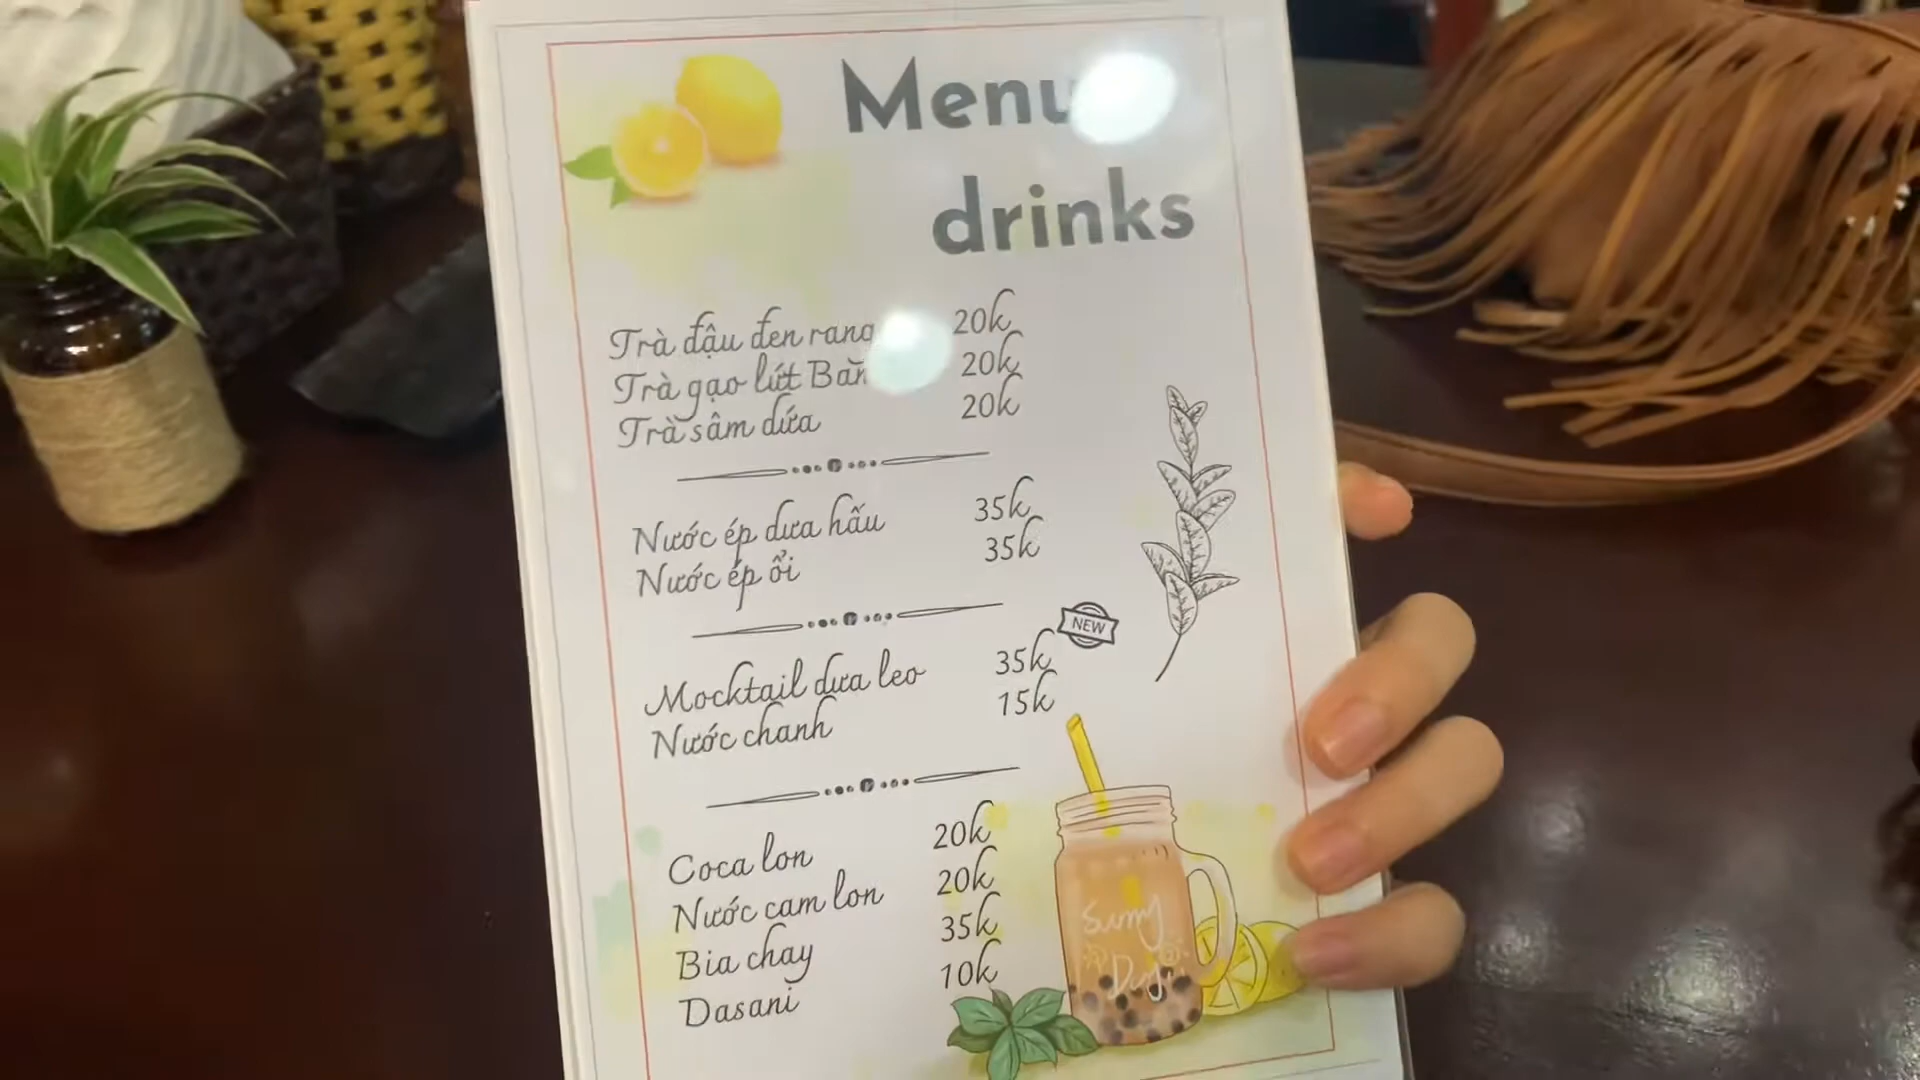 Menu
drinks
Trà đậu đen rang 20k
Trà gạo lứt 20k
Trà sâm dứa 20k
Nước ép dưa hấu 35k
Nước ép ổi 35k
NEW
Mocktail dưa leo 35k
Nước chanh 15k
Coca lon 20k
Nước cam lon 20k
Bia chay 35k
Dasani 10k